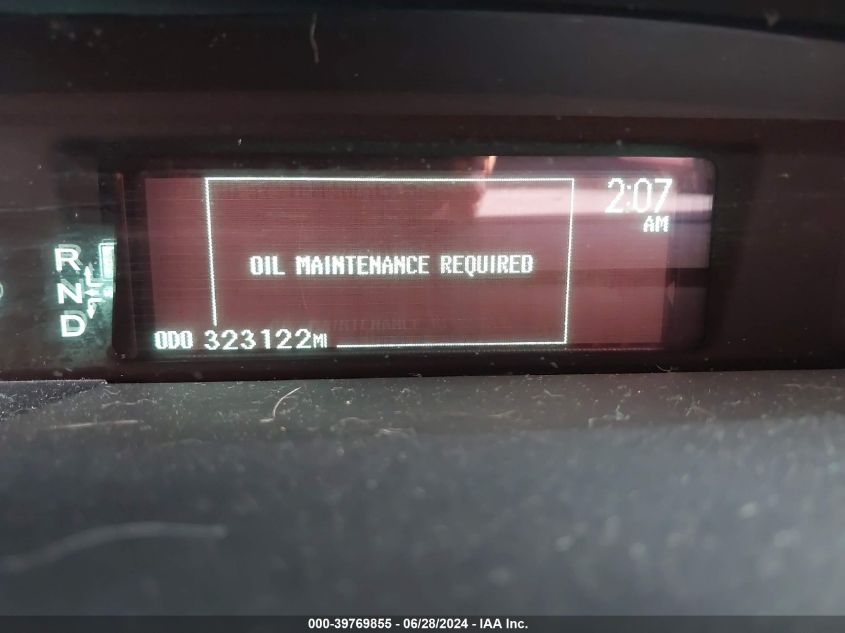 2:07
AM
R
N
D
OIL MAINTENANCE REQUIRED
ODO 323122MI
000-39769855 - 06/28/2024 - IAA Inc.